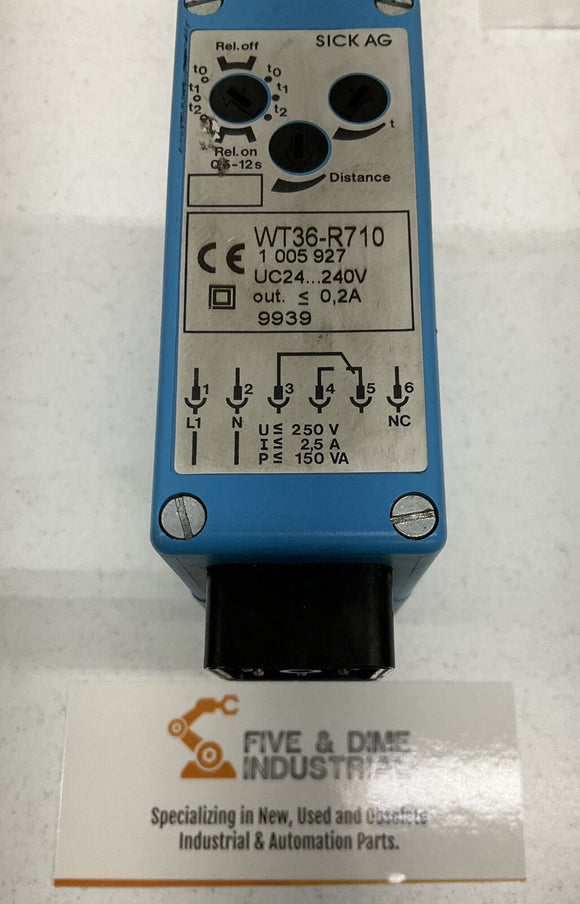 Rel.off
SICK AG
t0 t0
t1 t1
t2 t2
t
Rel.on
0,5-12s
Distance
WT36-R710
CE
1 005 927
UC24...240V
out. ≤ 0,2A
9939
1 2 3 4 5 6
L1 N NC
U≤ 250 V
I≤ 2,5 A
P≤ 150 VA
FIVE & DIME
INDUSTRIAL
Specializing in New, Used and Obsolete
Industrial & Automation Parts.